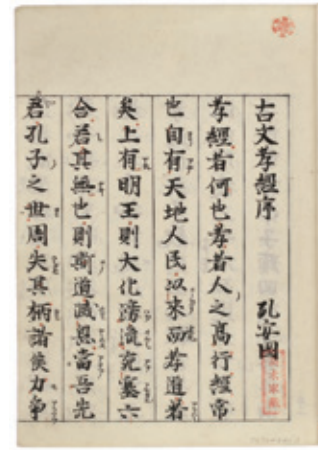 古文孝經序　孔安國
孝經者何也孝者人之高行經常
也自有天地人民以來而孝道著
矣上有明王則大化滂流充塞六
合若其無也則斯道滅息當吾先
君孔子之世周失其柄諸侯力爭